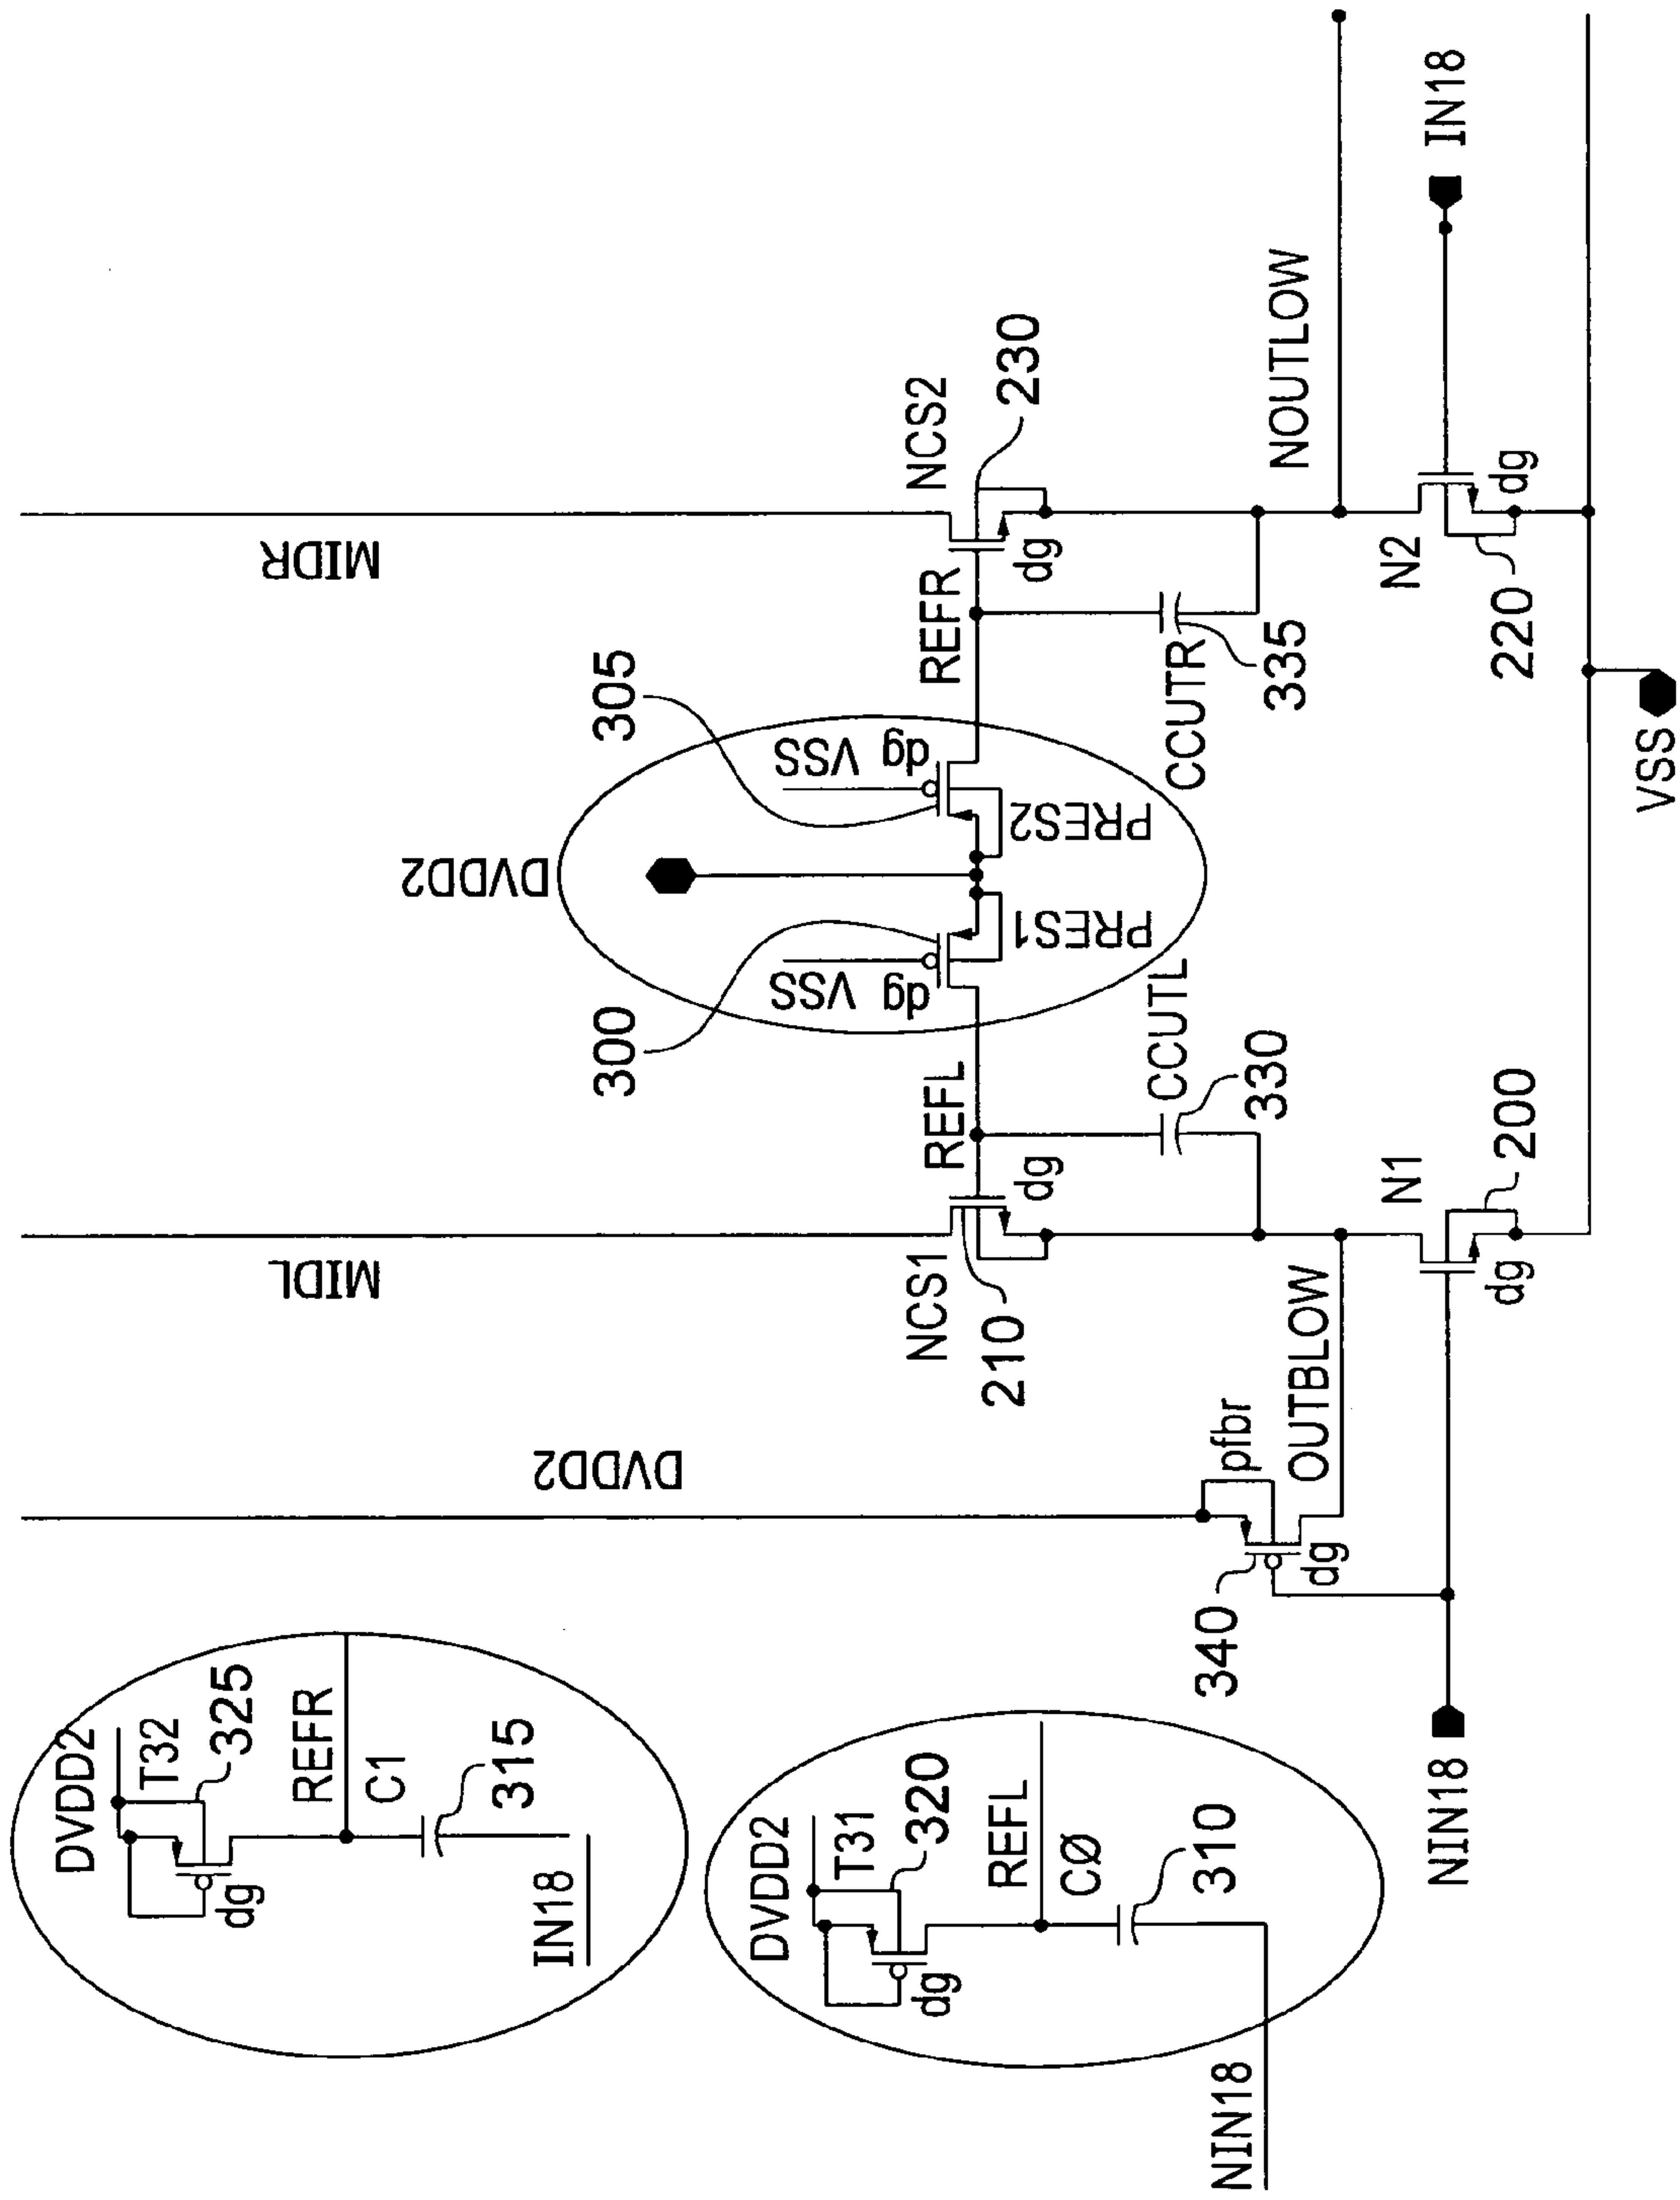 DVDD2
T32
325
dg
REFR
C1
315
IN18
DVDD2
T31
320
dg
REFL
CØ
310
NIN18
DVDD2
pfbr
340
dg
OUTBLOW
NIN18
MIDL
NCS1
210
dg
REFL
CCUTL
330
N1
dg
200
DVDD2
300
305
dg VSS
dg VSS
PRES1
PRES2
MIDR
NCS2
230
dg
REFR
CCUTR
335
NOUTLOW
N2
dg
220
IN18
VSS